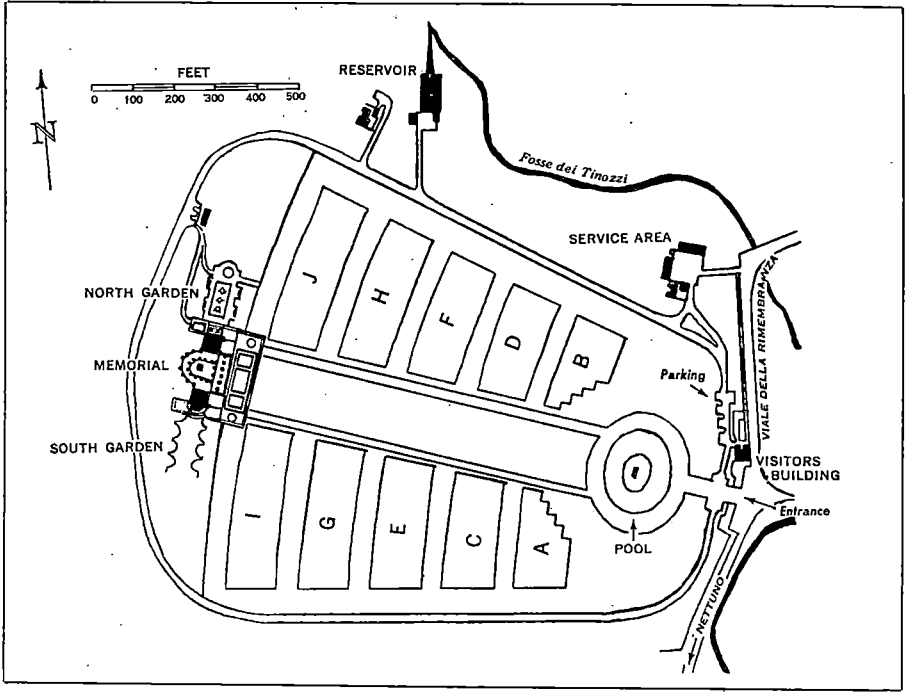 FEET
0 100 200 300 400 500
N
RESERVOIR
Fosse dei Tinozzi
SERVICE AREA
NORTH GARDEN
MEMORIAL
SOUTH GARDEN
J
H
F
D
B
I
G
E
C
A
Parking
VIALE DELLA RIMEMBRANZA
VISITORS
BUILDING
Entrance
POOL
NETTUNO